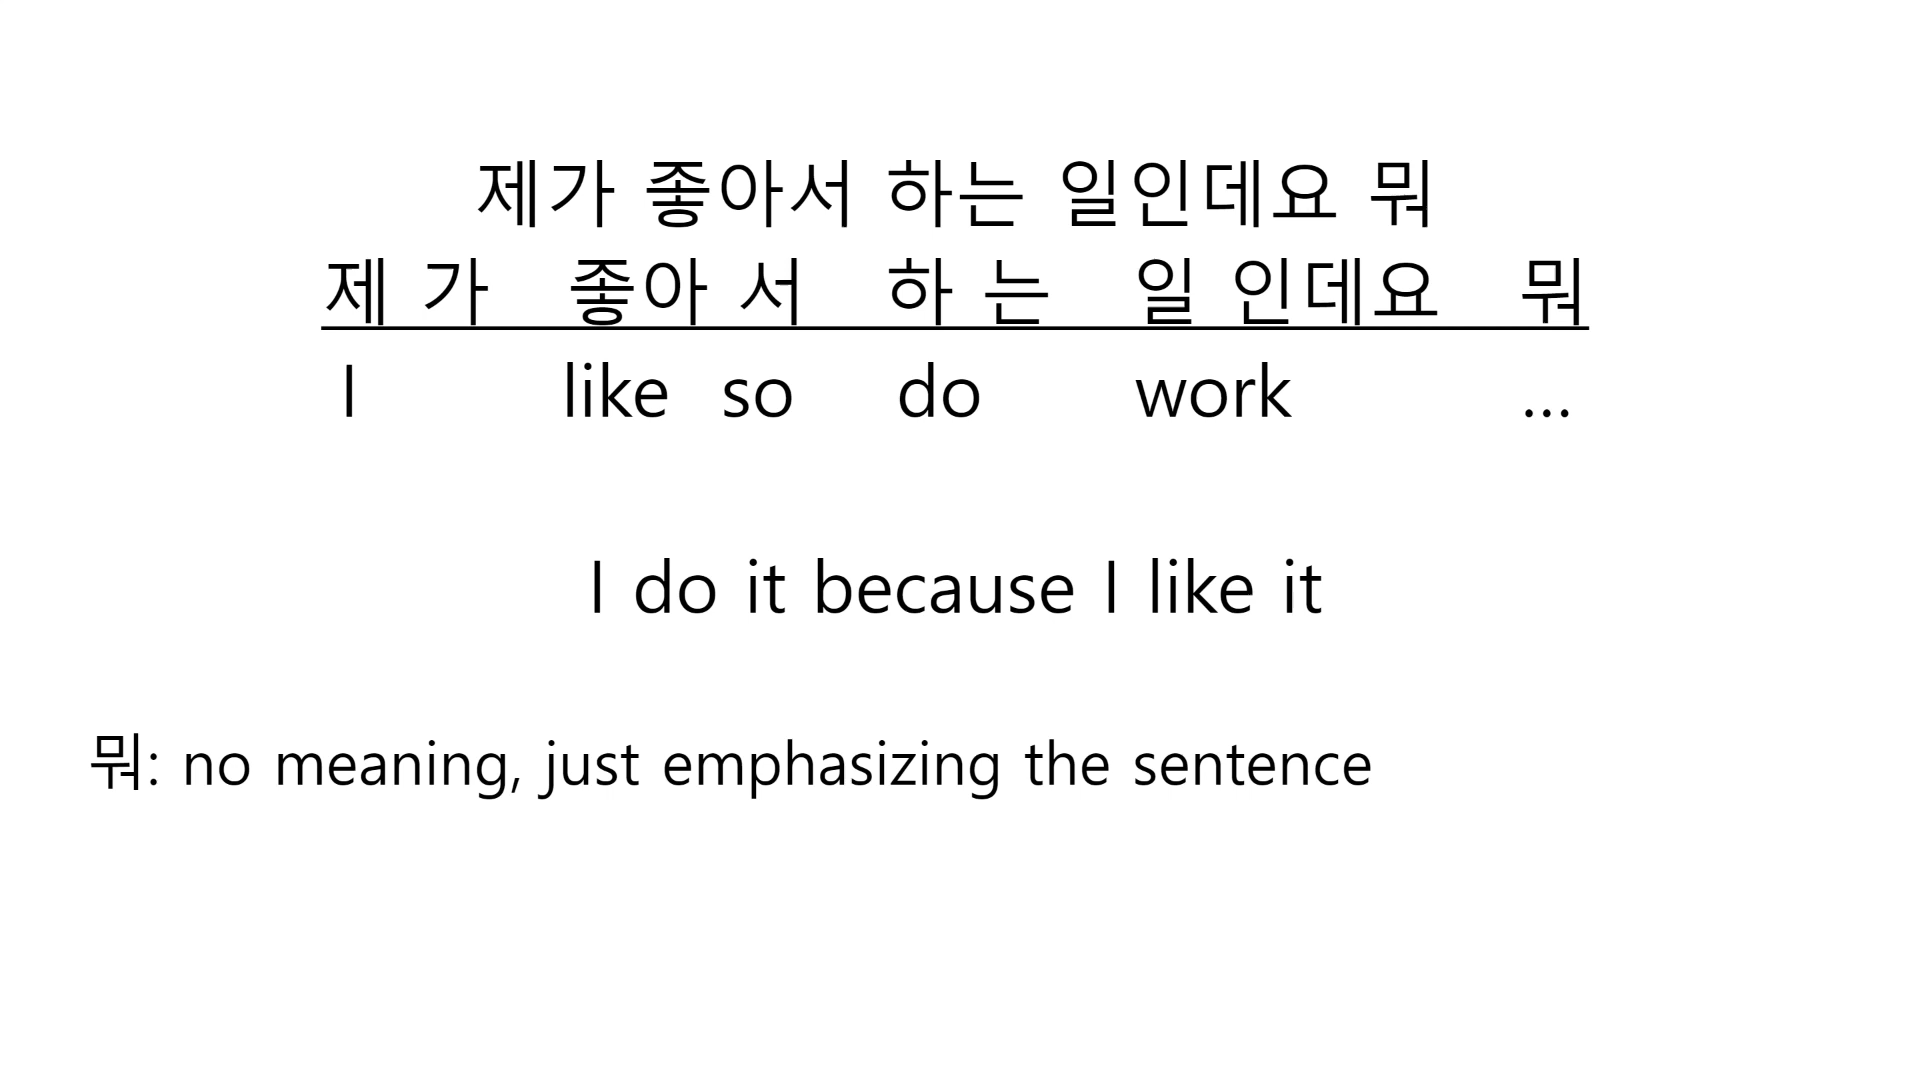 제가 좋아서 하는 일인데요 뭐
제 가 좋아 서 하 는 일 인데요 뭐
I like so do work ...
I do it because I like it
뭐: no meaning, just emphasizing the sentence